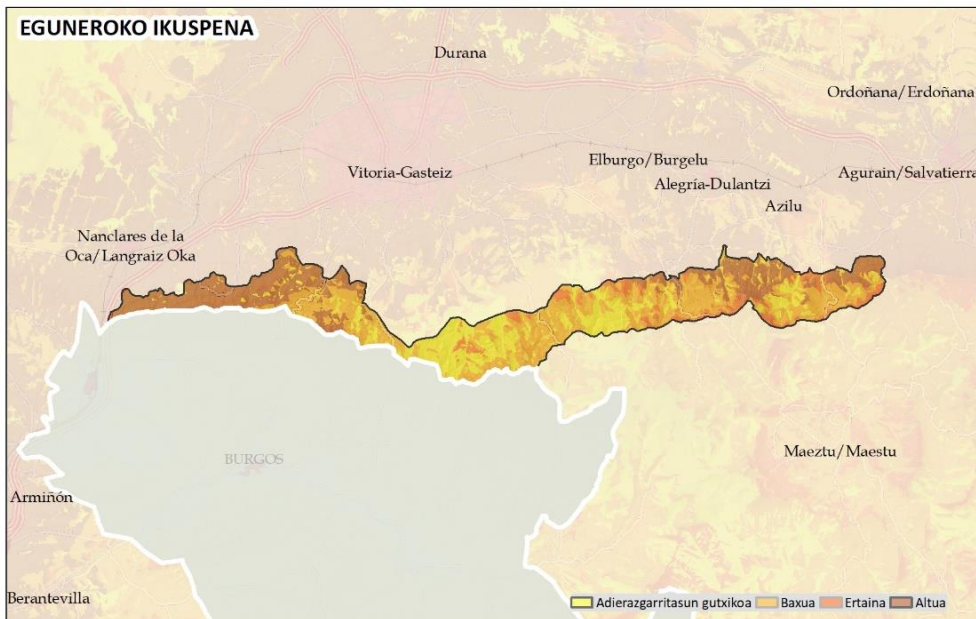 EGUNEROKO IKUSPENA
Durana
Ordoñana/Erdoñana
Elburgo/Burgelu
Vitoria-Gasteiz
Alegría-Dulantzi
Agurain/Salvatierra
Azilu
Nanclares de la
Oca/Langraiz Oka
Maeztu/Maestu
BURGOS
Armiñón
Berantevilla
Adierazgarritasun gutxikoa
Baxua
Ertaina
Altua